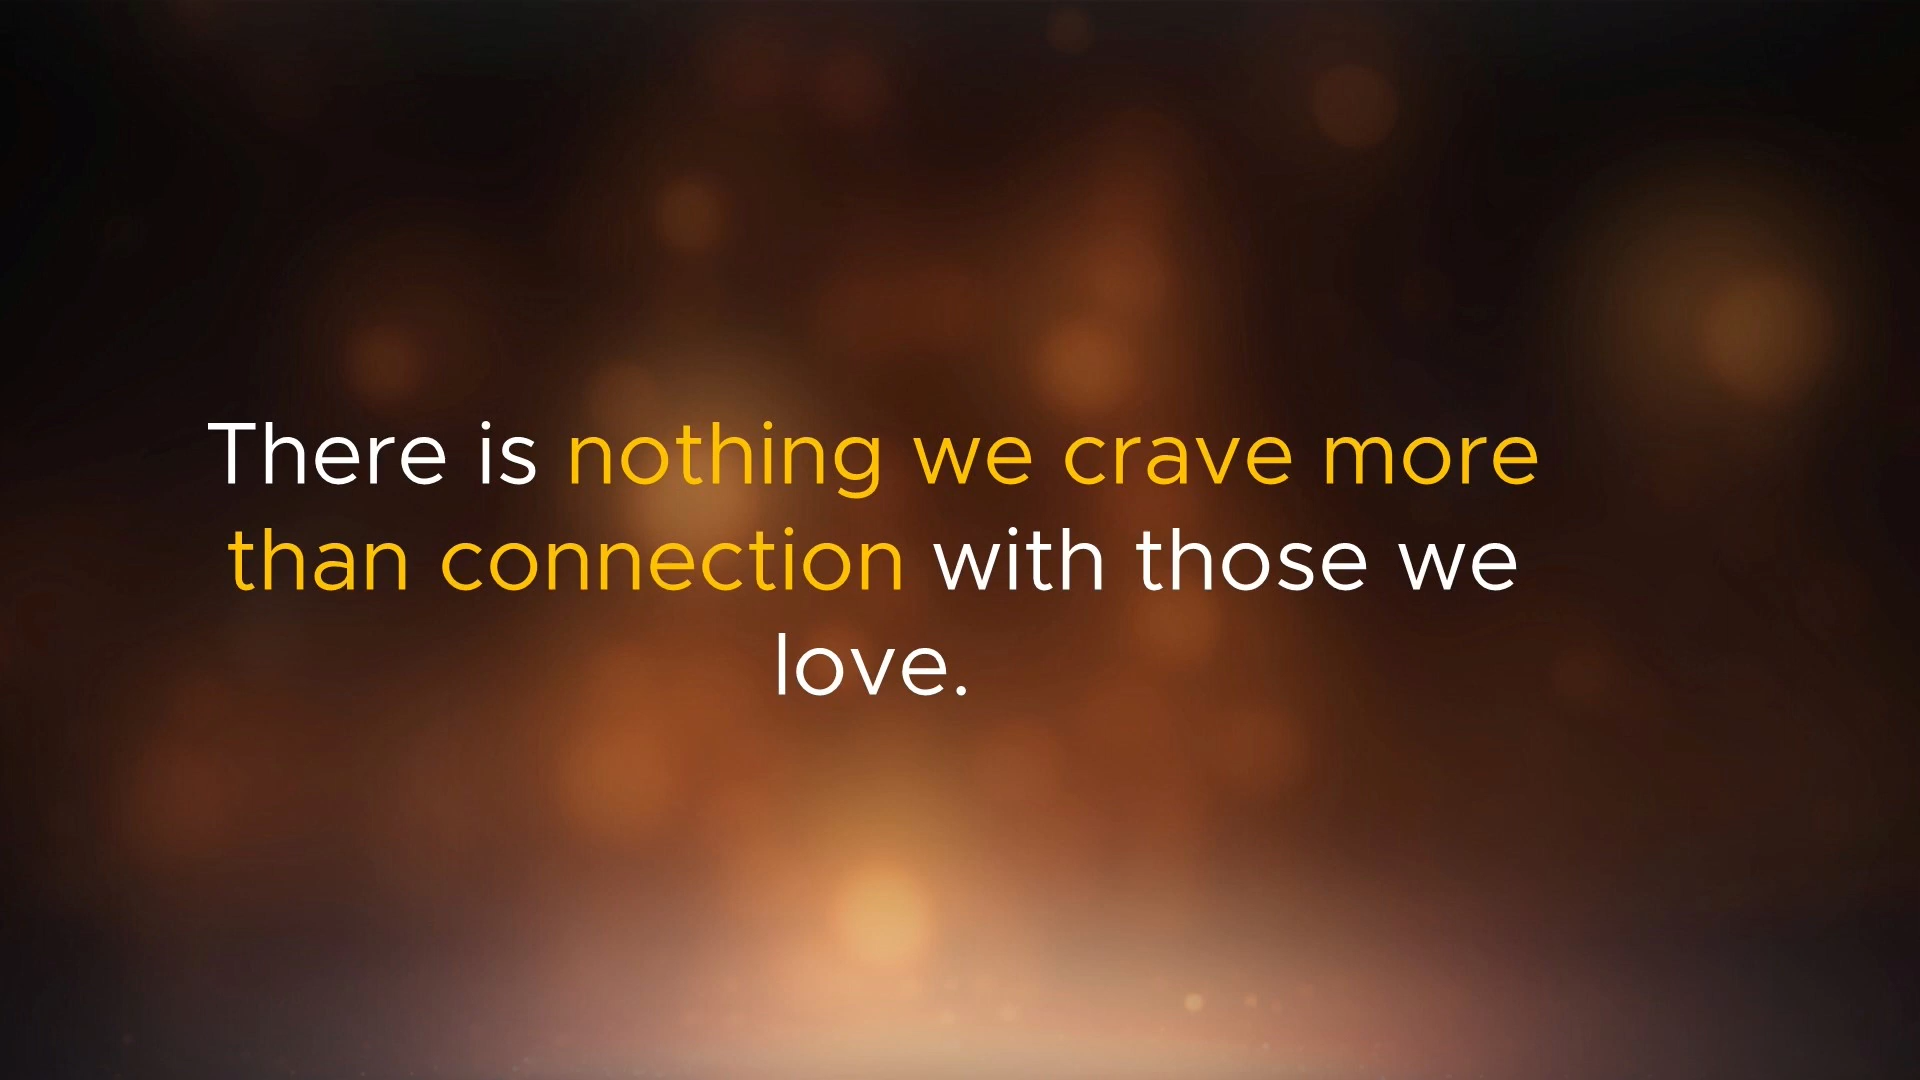 There is nothing we crave more
than connection with those we
love.